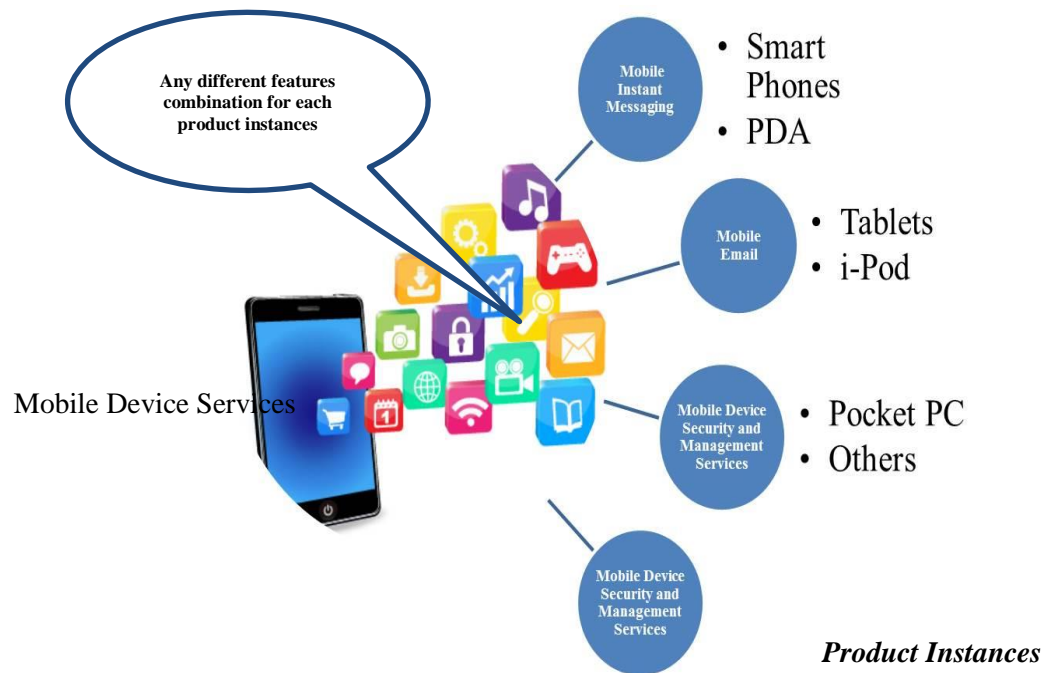 Any different features
combination for each
product instances
Mobile
Instant
Messaging
• Smart
Phones
• PDA
Mobile
Email
• Tablets
• i-Pod
1
Mobile Device Services
Mobile Device
Security and
Management
Services
• Pocket PC
• Others
Mobile Device
Security and
Management
Services
Product Instances